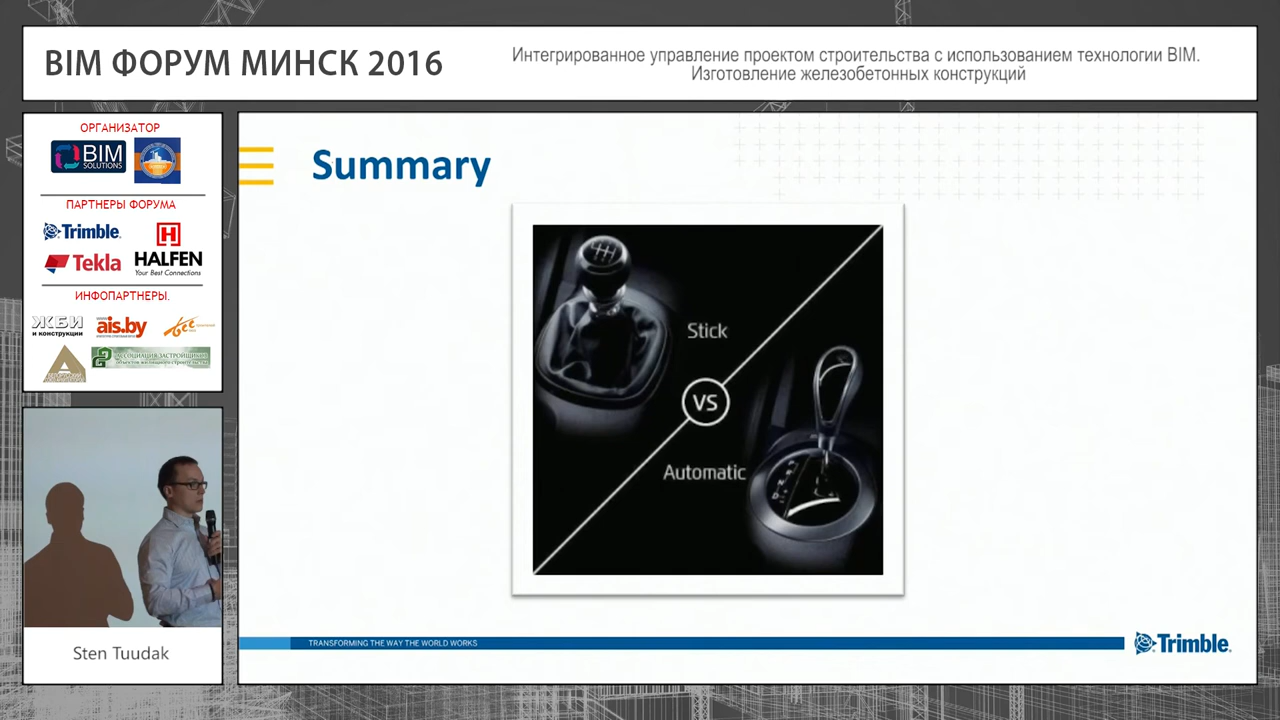 BIM ФОРУМ МИНСК 2016
Интегрированное управление проектом строительства с использованием технологии BIM.
Изготовление железобетонных конструкций
ОРГАНИЗАТОР
BIM
SOLUTIONS
ПАРТНЕРЫ ФОРУМА
Trimble
HALFEN
Your Best Connections
Tekla
ИНФОПАРТНЕРЫ.
ЖБИ
и конструкции
ais.by
АССОЦИАЦИЯ ЗАСТРОЙЩИКОВ
Sten Tuudak
Summary
Stick
VS
Automatic
TRANSFORMING THE WAY THE WORLD WORKS
Trimble